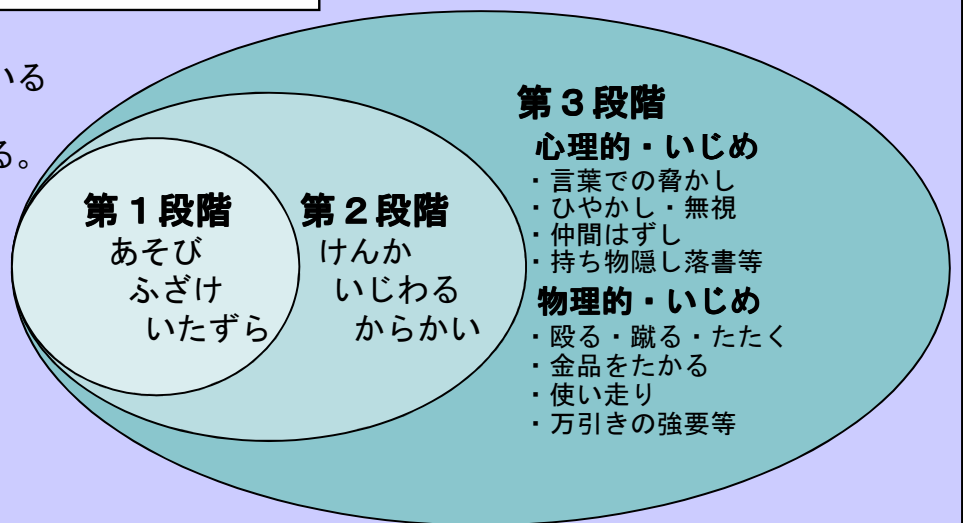 いる
る。
第１段階
あそび
ふざけ
いたずら
第２段階
けんか
いじわる
からかい
第３段階
心理的・いじめ
・言葉での脅かし
・ひやかし・無視
・仲間はずし
・持ち物隠し落書等
物理的・いじめ
・殴る・蹴る・たたく
・金品をたかる
・使い走り
・万引きの強要等